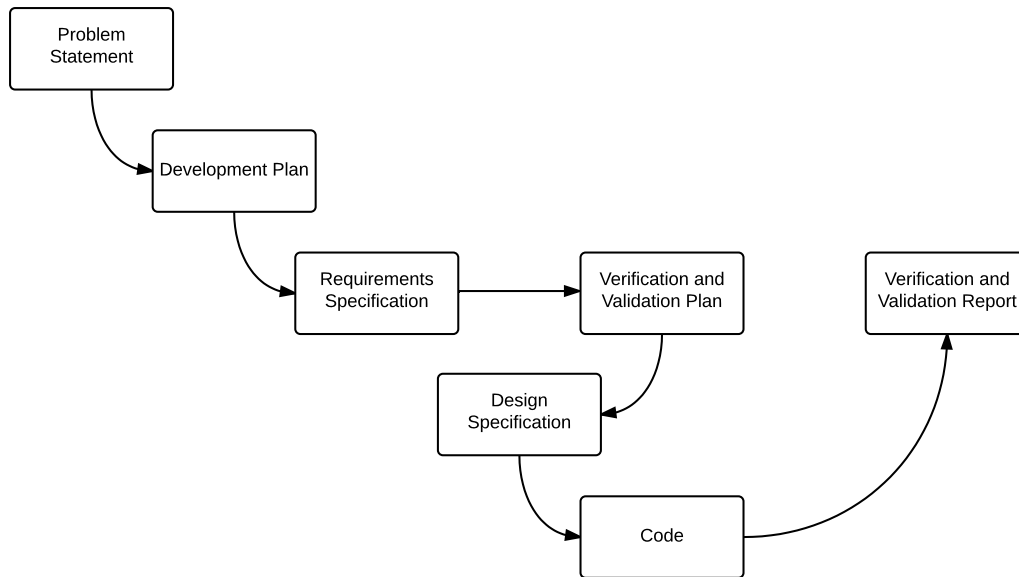 Problem
Statement
Development Plan
Requirements
Specification
Verification and
Validation Plan
Verification and
Validation Report
Design
Specification
Code